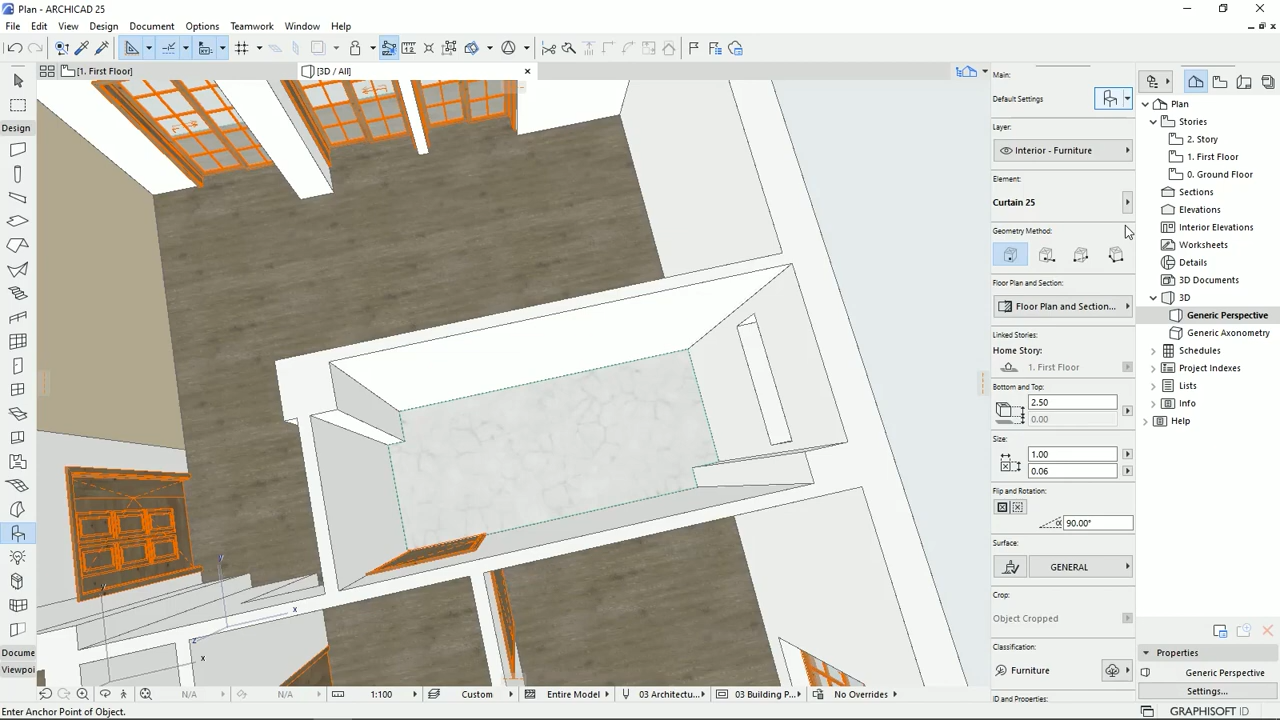 Plan - ARCHICAD 25
File Edit View Design Document Options Teamwork Window Help
[1. First Floor]
[3D / All]
Main:
Default Settings
Layer:
Interior - Furniture
Element:
Curtain 25
Geometry Method:
Floor Plan and Section:
Floor Plan and Section...
Linked Stories:
Home Story:
1. First Floor
Bottom and Top:
2.50
0.00
Size:
1.00
0.06
Flip and Rotation:
α 90.00°
Surface:
GENERAL
Crop:
Object Cropped
Classification:
Furniture
ID and Properties:
Plan
Stories
2. Story
1. First Floor
0. Ground Floor
Sections
Elevations
Interior Elevations
Worksheets
Details
3D Documents
3D
Generic Perspective
Generic Axonometry
Schedules
Project Indexes
Lists
Info
Help
Properties
Generic Perspective
Settings...
GRAPHISOFT ID
Design
Docume
Viewpoi
y
x
z
y
x
N/A
N/A
1:100
Custom
Entire Model
03 Architectu...
03 Building P...
No Overrides
Enter Anchor Point of Object.